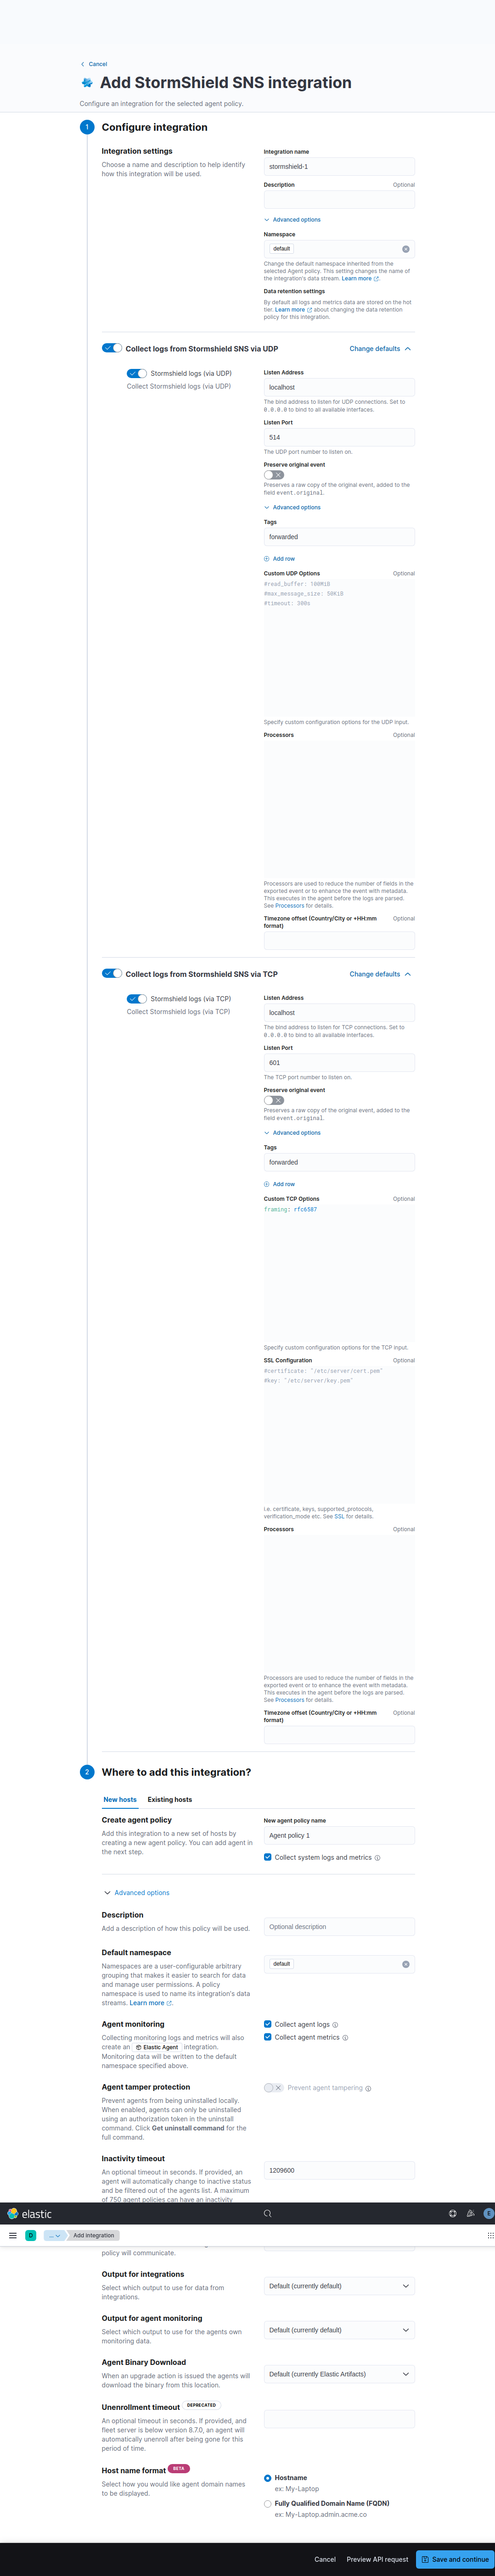 Cancel
Add StormShield SNS integration
Configure an integration for the selected agent policy.
1
Configure integration
Integration settings
Choose a name and description to help identify
how this integration will be used.
Integration name
stormshield-1
Description
Optional
Advanced options
Namespace
default
Change the default namespace inherited from the
selected Agent policy. This setting changes the name of
the integration's data stream. Learn more .
Data retention settings
By default all logs and metrics data are stored on the hot
tier. Learn more about changing the data retention
policy for this integration.
Collect logs from Stormshield SNS via UDP
Change defaults
Stormshield logs (via UDP)
Collect Stormshield logs (via UDP)
Listen Address
localhost
The bind address to listen for UDP connections. Set to
0.0.0.0 to bind to all available interfaces.
Listen Port
514
The UDP port number to listen on.
Preserve original event
Preserves a raw copy of the original event, added to the
field event.original.
Advanced options
Tags
forwarded
Add row
Custom UDP Options
Optional
#read_buffer: 100MiB
#max_message_size: 50KiB
#timeout: 300s
Specify custom configuration options for the UDP input.
Processors
Optional
Processors are used to reduce the number of fields in the
exported event or to enhance the event with metadata.
This executes in the agent before the logs are parsed.
See Processors for details.
Timezone offset (Country/City or +HH:mm
format)
Optional
Collect logs from Stormshield SNS via TCP
Change defaults
Stormshield logs (via TCP)
Collect Stormshield logs (via TCP)
Listen Address
localhost
The bind address to listen for TCP connections. Set to
0.0.0.0 to bind to all available interfaces.
Listen Port
601
The TCP port number to listen on.
Preserve original event
Preserves a raw copy of the original event, added to the
field event.original.
Advanced options
Tags
forwarded
Add row
Custom TCP Options
Optional
framing: rfc6587
Specify custom configuration options for the TCP input.
SSL Configuration
Optional
#certificate: "/etc/server/cert.pem"
#key: "/etc/server/key.pem"
i.e. certificate, keys, supported_protocols,
verification_mode etc. See SSL for details.
Processors
Optional
Processors are used to reduce the number of fields in the
exported event or to enhance the event with metadata.
This executes in the agent before the logs are parsed.
See Processors for details.
Timezone offset (Country/City or +HH:mm
format)
Optional
2
Where to add this integration?
New hosts
Existing hosts
Create agent policy
Add this integration to a new set of hosts by
creating a new agent policy. You can add agent in
the next step.
New agent policy name
Agent policy 1
Collect system logs and metrics
Advanced options
Description
Add a description of how this policy will be used.
Optional description
Default namespace
Namespaces are a user-configurable arbitrary
grouping that makes it easier to search for data
and manage user permissions. A policy
namespace is used to name its integration's data
streams. Learn more .
default
Agent monitoring
Collecting monitoring logs and metrics will also
create an Elastic Agent integration.
Monitoring data will be written to the default
namespace specified above.
Collect agent logs
Collect agent metrics
Agent tamper protection
Prevent agents from being uninstalled locally.
When enabled, agents can only be uninstalled
using an authorization token in the uninstall
command. Click Get uninstall command for the
full command.
Prevent agent tampering
Inactivity timeout
An optional timeout in seconds. If provided, an
agent will automatically change to inactive status
and be filtered out of the agents list. A maximum
of 750 agent policies can have an inactivity
1209600
elastic
E
D
...
Add integration
policy will communicate.
Output for integrations
Select which output to use for data from
integrations.
Default (currently default)
Output for agent monitoring
Select which output to use for the agents own
monitoring data.
Default (currently default)
Agent Binary Download
When an upgrade action is issued the agents will
download the binary from this location.
Default (currently Elastic Artifacts)
Unenrollment timeout DEPRECATED
An optional timeout in seconds. If provided, and
fleet server is below version 8.7.0, an agent will
automatically unenroll after being gone for this
period of time.
Host name format BETA
Select how you would like agent domain names
to be displayed.
Hostname
ex: My-Laptop
Fully Qualified Domain Name (FQDN)
ex: My-Laptop.admin.acme.co
Cancel
Preview API request
Save and continue